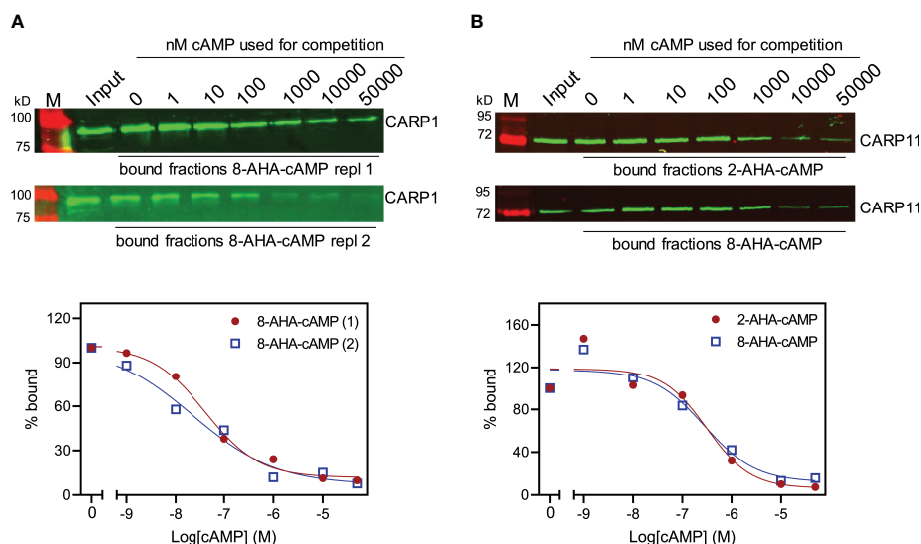 A
nM cAMP used for competition
kD M Input 0 1 10 100 1000 10000 50000
100
75
CARP1
bound fractions 8-AHA-cAMP repl 1
100
75
CARP1
bound fractions 8-AHA-cAMP repl 2
120
90
60
30
0
% bound
8-AHA-cAMP (1)
8-AHA-cAMP (2)
0 -9 -8 -7 -6 -5
Log[cAMP] (M)
B
nM cAMP used for competition
kD M Input 0 1 10 100 1000 10000 50000
95
72
CARP11
bound fractions 2-AHA-cAMP
95
72
CARP11
bound fractions 8-AHA-cAMP
160
120
80
40
0
% bound
2-AHA-cAMP
8-AHA-cAMP
0 -9 -8 -7 -6 -5
Log[cAMP] (M)